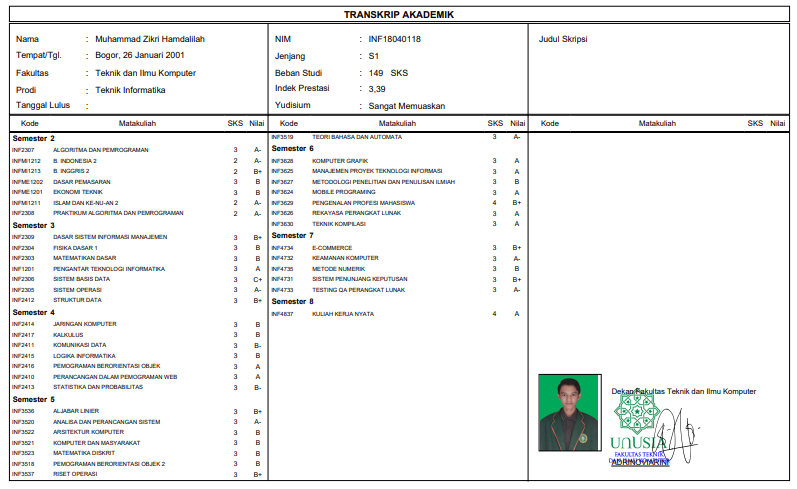 TRANSKRIP AKADEMIK
Nama : Muhammad Zikri Hamdalilah
Tempat/Tgl. : Bogor, 26 Januari 2001
Fakultas : Teknik dan Ilmu Komputer
Prodi : Teknik Informatika
Tanggal Lulus :
NIM : INF18040118
Jenjang : S1
Beban Studi : 149 SKS
Indek Prestasi : 3,39
Yudisium : Sangat Memuaskan
Judul Skripsi
Kode Matakuliah SKS Nilai
Semester 2
INF2307 ALGORITMA DAN PEMROGRAMAN 3 A-
INFMI1212 B. INDONESIA 2 2 A-
INFMI1213 B. INGGRIS 2 2 B+
INFME1202 DASAR PEMASARAN 3 B
INFME1201 EKONOMI TEKNIK 3 B
INFMI1211 ISLAM DAN KE-NU-AN 2 2 A-
INF2308 PRAKTIKUM ALGORITMA DAN PEMROGRAMAN 2 A-
Semester 3
INF2309 DASAR SISTEM INFORMASI MANAJEMEN 3 B+
INF2304 FISIKA DASAR 1 3 B
INF2303 MATEMATIKAN DASAR 3 B
INF1201 PENGANTAR TEKNOLOGI INFORMATIKA 3 A
INF2306 SISTEM BASIS DATA 3 C+
INF2305 SISTEM OPERASI 3 A-
INF2412 STRUKTUR DATA 3 B+
Semester 4
INF2414 JARINGAN KOMPUTER 3 B
INF2417 KALKULUS 3 B
INF2411 KOMUNIKASI DATA 3 B-
INF2415 LOGIKA INFORMATIKA 3 B
INF2416 PEMOGRAMAN BERORIENTASI OBJEK 3 A
INF2410 PERANCANGAN DALAM PEMOGRAMAN WEB 3 A
INF2413 STATISTIKA DAN PROBABILITAS 3 B-
Semester 5
INF3536 ALJABAR LINIER 3 B+
INF3520 ANALISA DAN PERANCANGAN SISTEM 3 A-
INF3522 ARSITEKTUR KOMPUTER 3 B
INF3521 KOMPUTER DAN MASYARAKAT 3 B
INF3523 MATEMATIKA DISKRIT 3 B
INF3518 PEMOGRAMAN BERORIENTASI OBJEK 2 3 B
INF3537 RISET OPERASI 3 B+
Kode Matakuliah SKS Nilai
INF3519 TEORI BAHASA DAN AUTOMATA 3 A-
Semester 6
INF3628 KOMPUTER GRAFIK 3 A
INF3625 MANAJEMEN PROYEK TEKNOLOGI INFORMASI 3 A
INF3627 METODOLOGI PENELITIAN DAN PENULISAN ILMIAH 3 B
INF3624 MOBILE PROGRAMING 3 A
INF3629 PENGENALAN PROFESI MAHASISWA 4 B+
INF3626 REKAYASA PERANGKAT LUNAK 3 A
INF3630 TEKNIK KOMPILASI 3 A
Semester 7
INF4734 E-COMMERCE 3 B+
INF4732 KEAMANAN KOMPUTER 3 A-
INF4735 METODE NUMERIK 3 B
INF4731 SISTEM PENUNJANG KEPUTUSAN 3 B+
INF4733 TESTING QA PERANGKAT LUNAK 3 A-
Semester 8
INF4837 KULIAH KERJA NYATA 4 A
Kode Matakuliah SKS Nilai
Dekan Fakultas Teknik dan Ilmu Komputer
UNUSIA
FAKULTAS TEKNIK
ADRINOVIARINI